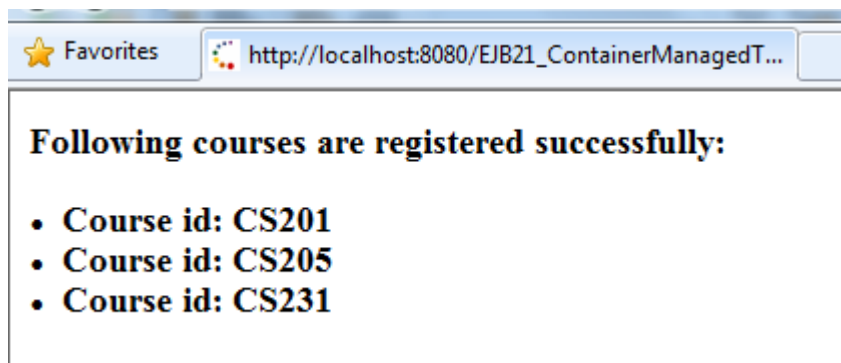 Favorites
http://localhost:8080/EJB21_ContainerManagedT...
Following courses are registered successfully:
• Course id: CS201
• Course id: CS205
• Course id: CS231